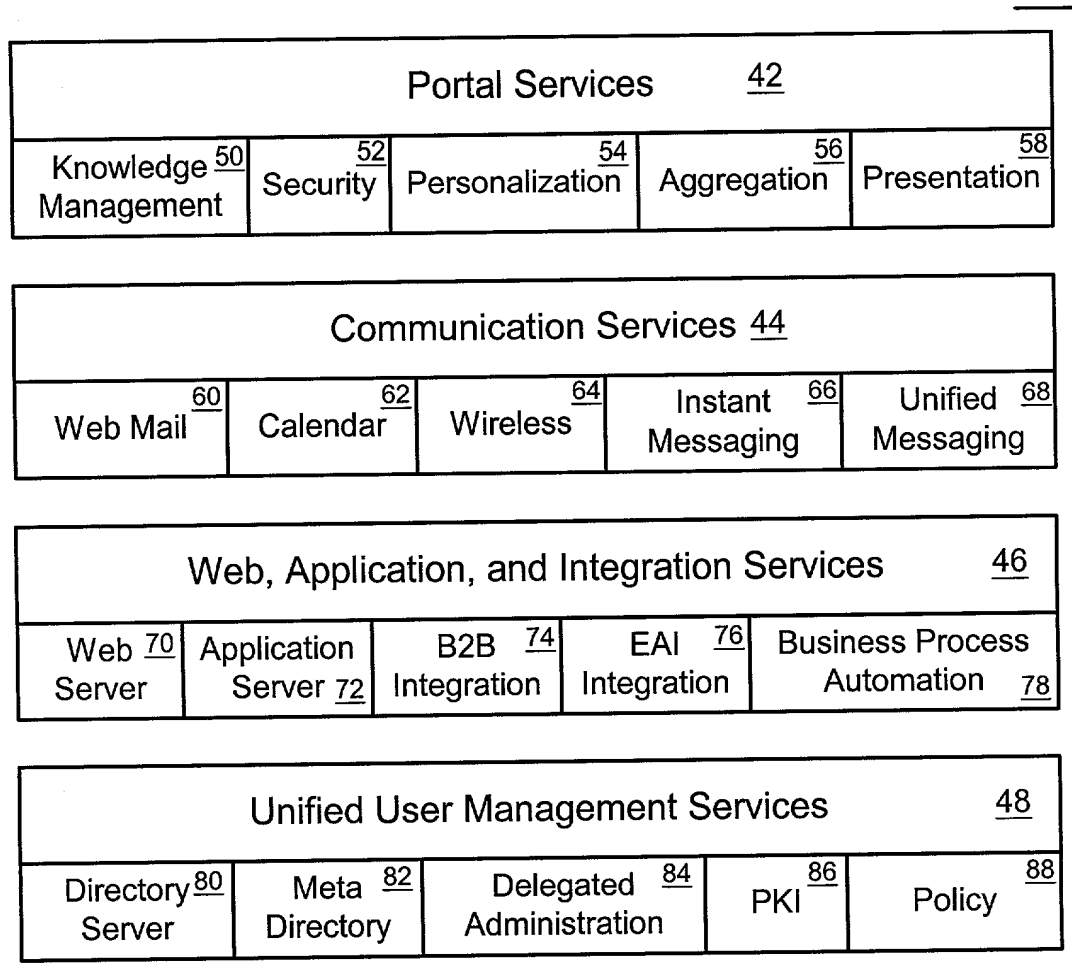 Portal Services 42
Knowledge 50
Management
Security 52
Personalization 54
Aggregation 56
Presentation 58
Communication Services 44
Web Mail 60
Calendar 62
Wireless 64
Instant 66
Messaging
Unified 68
Messaging
Web, Application, and Integration Services 46
Web 70
Server
Application
Server 72
B2B 74
Integration
EAI 76
Integration
Business Process
Automation 78
Unified User Management Services 48
Directory 80
Server
Meta 82
Directory
Delegated 84
Administration
PKI 86
Policy 88